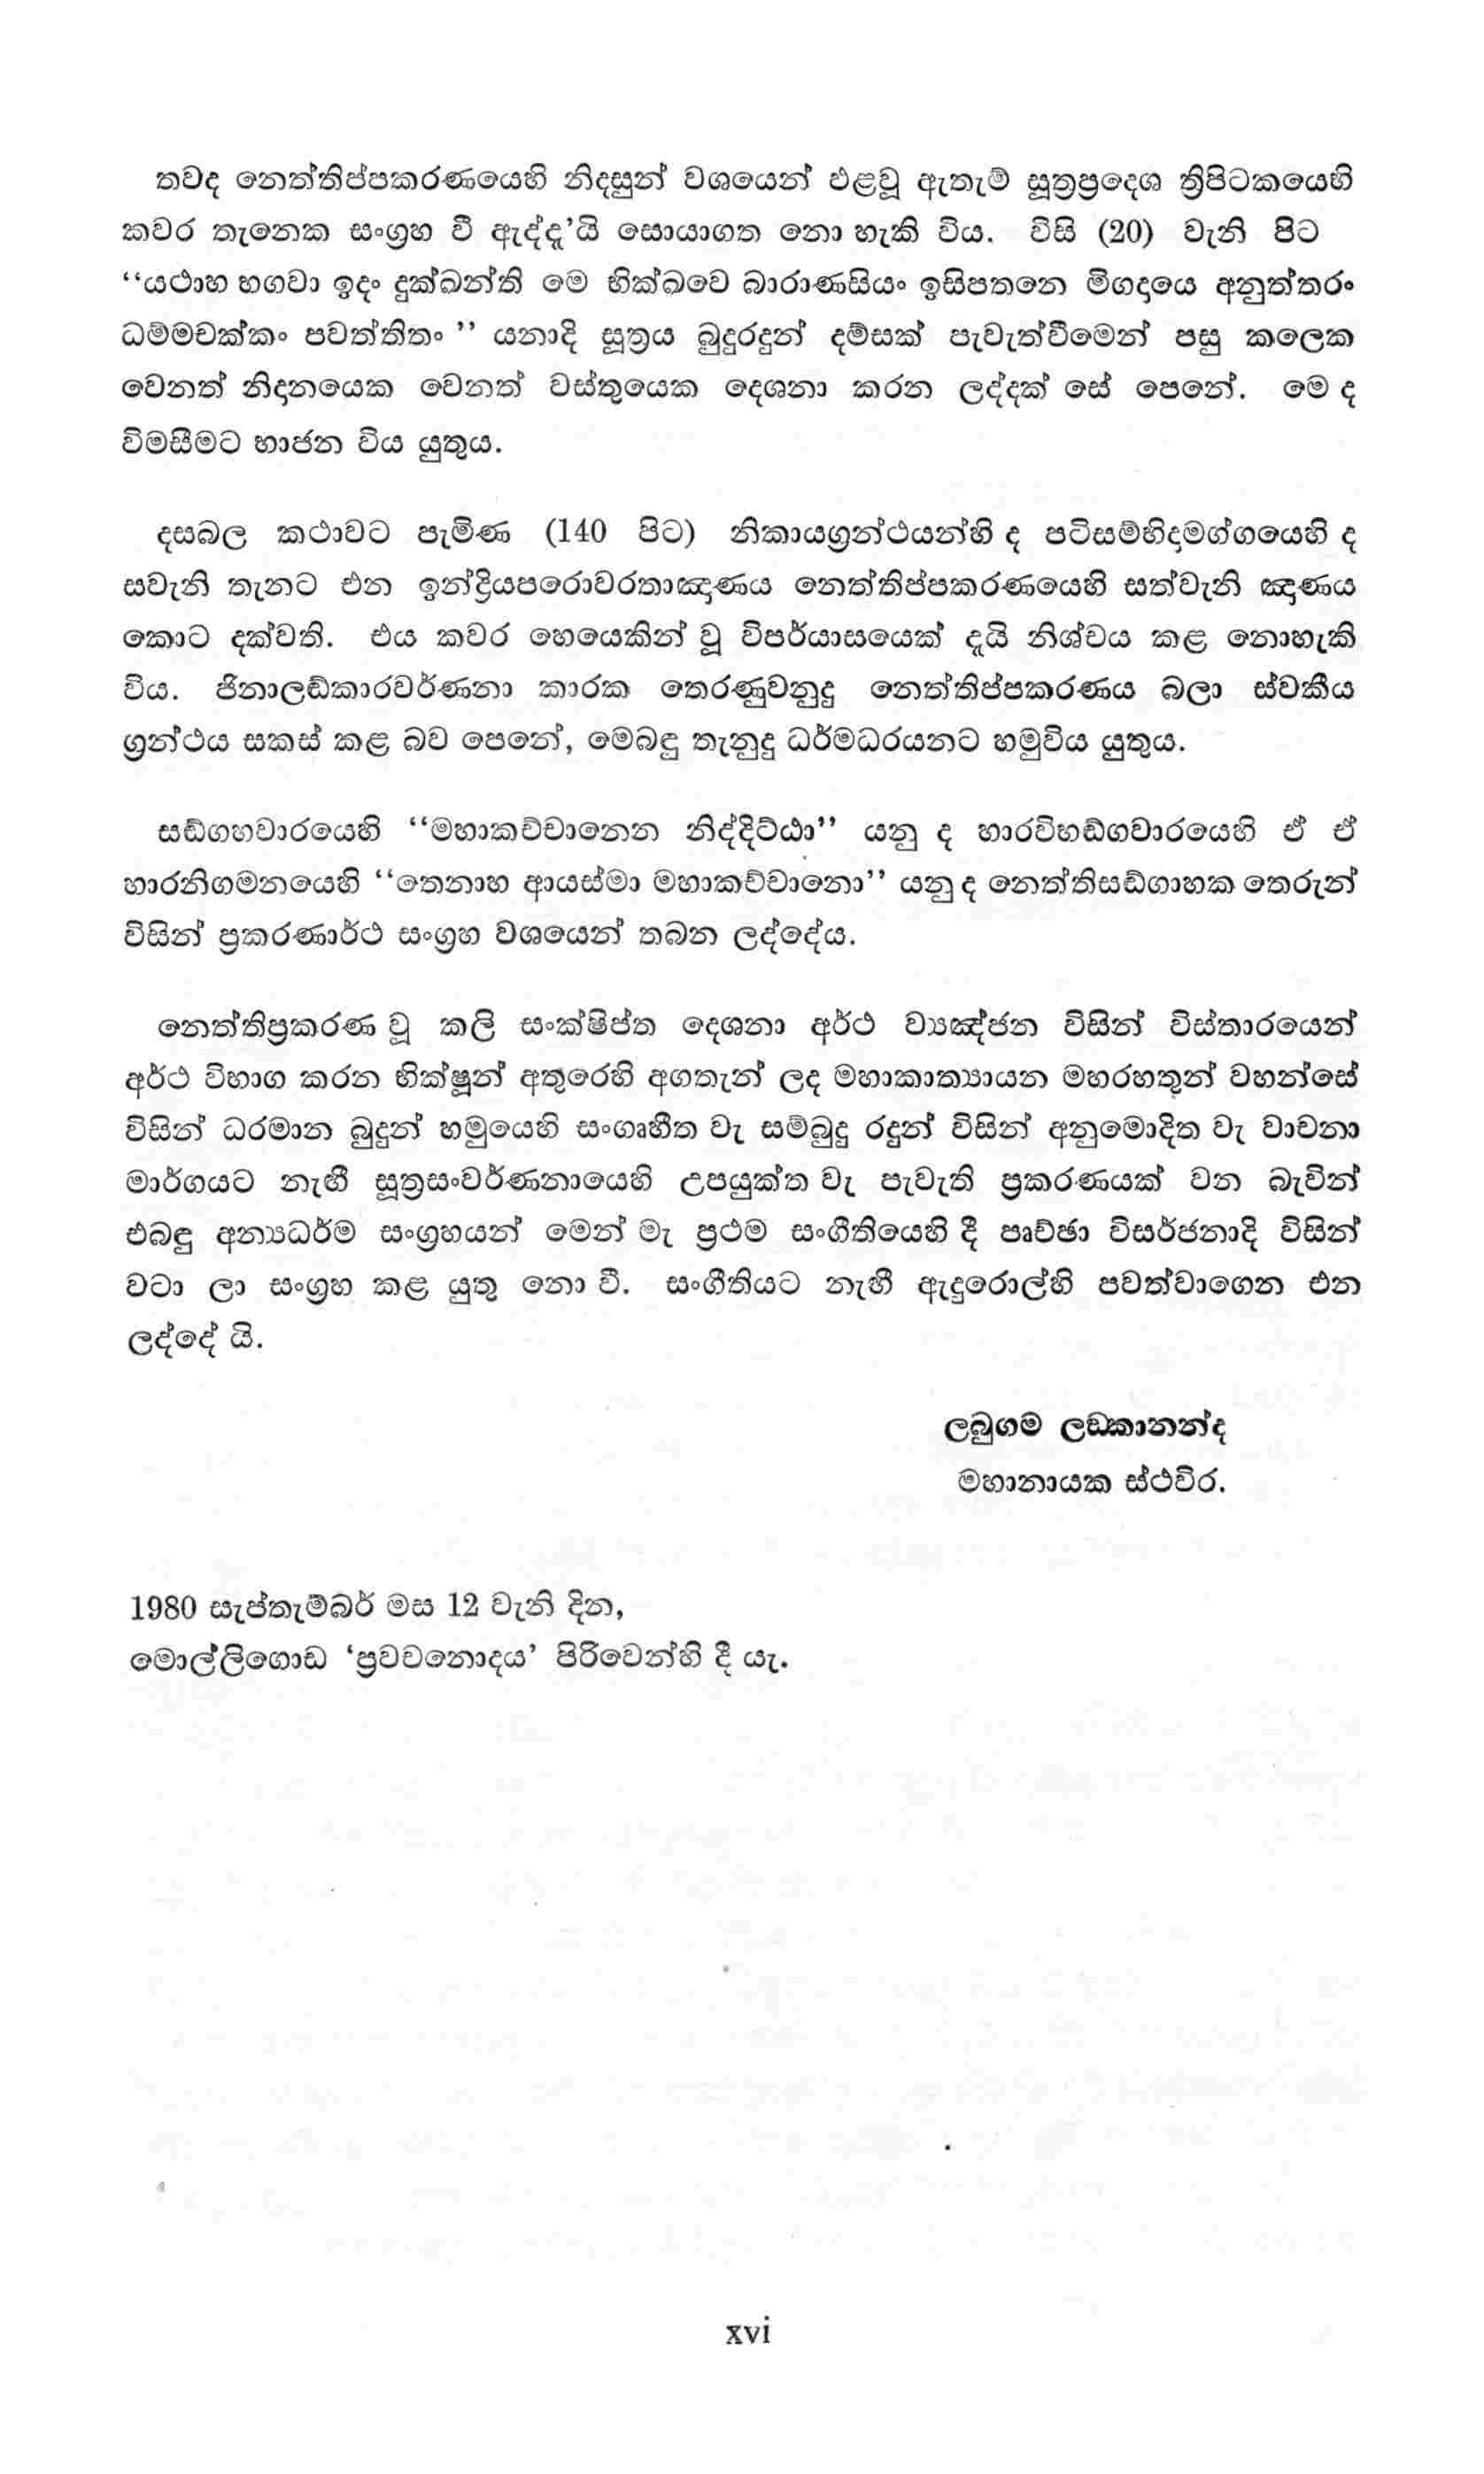 තවද නෙත්තිප්පකරණයෙහි නිදසුන් වශයෙන් එළවූ ඇතැම් සූත්‍රප්‍රදෙශ ත්‍රිපිටකයෙහි
කවර තැනෙක සංග්‍රහ වී ඇද්දැ’යි සොයාගත නො හැකි විය. විසි (20) වැනි පිට
“යථාහ භගවා ඉදං දුක්ඛන්ති මෙ භික්ඛවෙ බාරාණසියං ඉසිපතනෙ මිගදායෙ අනුත්තරං
ධම්මචක්කං පවත්තිතං ” යනාදි සූත්‍රය බුදුරදුන් දම්සක් පැවැත්වීමෙන් පසු කලෙක
වෙනත් නිදානයෙක වෙනත් වස්තුයෙක දෙශනා කරන ලද්දක් සේ පෙනේ. මෙ ද
විමසීමට භාජන විය යුතුය.
දසබල කථාවට පැමිණ (140 පිට) නිකායග්‍රන්ථයන්හි ද පටිසම්භිදාමග්ගයෙහි ද
සවැනි තැනට එන ඉන්ද්‍රියපරොවරතාඤාණය නෙත්තිප්පකරණයෙහි සත්වැනි ඤාණය
කොට දක්වති. එය කවර හෙයෙකින් වූ විපර්යාසයෙක් දැයි නිශ්චය කළ නොහැකි
විය. ජිනාලඞ්කාරවර්ණනා කාරක තෙරණුවනුදු නෙත්තිප්පකරණය බලා ස්වකීය
ග්‍රන්ථය සකස් කළ බව පෙනේ, මෙබඳු තැනුදු ධර්මධරයනට හමුවිය යුතුය.
සඞ්ගහවාරයෙහි “මහාකච්චානෙන නිද්දිට්ඨා” යනු ද හාරවිභඞ්ගවාරයෙහි ඒ ඒ
හාරනිගමනයෙහි “තෙනාහ ආයස්මා මහාකච්චානො” යනු ද නෙත්තිසඞ්ගාහක තෙරුන්
විසින් ප්‍රකරණාර්ථ සංග්‍රහ වශයෙන් තබන ලද්දේය.
නෙත්තිප්‍රකරණ වූ කලි සංක්ෂිප්ත දෙශනා අර්ථ ව්‍යඤ්ජන විසින් විස්තාරයෙන්
අර්ථ විභාග කරන භික්ෂූන් අතුරෙහි අගතැන් ලද මහාකාත්‍යායන මහරහතුන් වහන්සේ
විසින් ධරමාන බුදුන් හමුයෙහි සංගෘහීත වැ සම්බුදු රදුන් විසින් අනුමොදිත වැ වාචනා
මාර්ගයට නැඟී සූත්‍රසංවර්ණනායෙහි උපයුක්ත වැ පැවැති ප්‍රකරණයක් වන බැවින්
එබඳු අන්‍යධර්ම සංග්‍රහයන් මෙන් මැ ප්‍රථම සංගීතියෙහි දී පෘච්ඡා විසර්ජනාදි විසින්
වටා ලා සංග්‍රහ කළ යුතු නො වී. සංගීතියට නැඟී ඇදුරොල්හි පවත්වාගෙන එන
ලද්දේ යි.
ලබුගම ලඞ්කානන්ද
මහානායක ස්ථවිර.
1980 සැප්තැම්බර් මස 12 වැනි දින,
මොල්ලිගොඩ ‘ප්‍රවචනොදය’ පිරිවෙන්හි දී යැ.
xvi